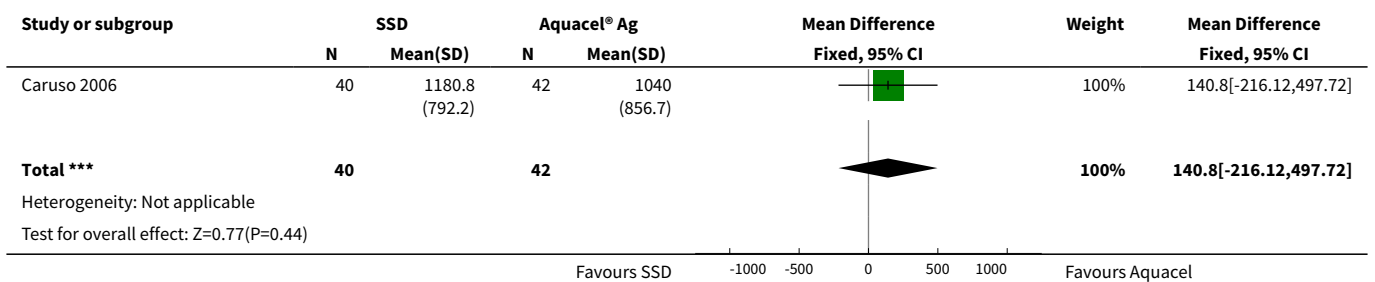 Study or subgroup SSD Aquacel® Ag Mean Difference Weight Mean Difference
N Mean(SD) N Mean(SD) Fixed, 95% CI Fixed, 95% CI
Caruso 2006 40 1180.8 42 1040 100% 140.8[-216.12,497.72]
(792.2) (856.7)
Total *** 40 42 100% 140.8[-216.12,497.72]
Heterogeneity: Not applicable
Test for overall effect: Z=0.77(P=0.44)
Favours SSD -1000 -500 0 500 1000 Favours Aquacel